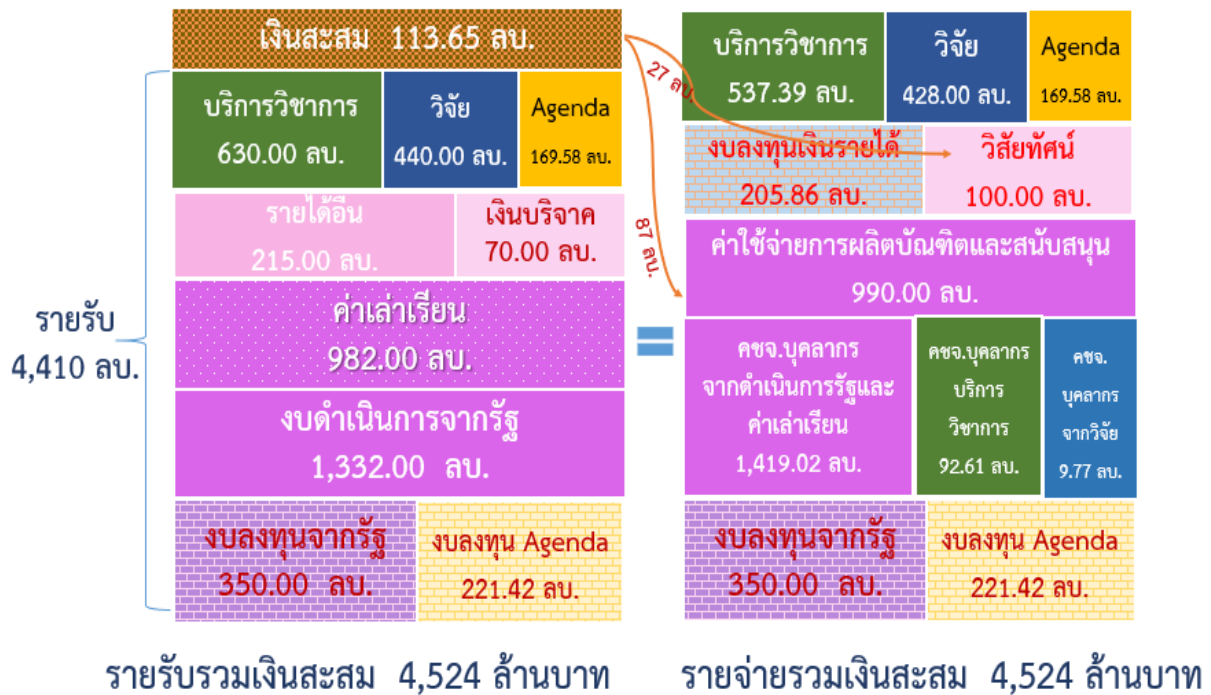 เงินสะสม 113.65 ลบ.
บริการวิชาการ
630.00 ลบ.
วิจัย
440.00 ลบ.
Agenda
169.58 ลบ.
รายได้อื่น
215.00 ลบ.
เงินบริจาค
70.00 ลบ.
รายรับ
4,410 ลบ.
ค่าเล่าเรียน
982.00 ลบ.
งบดำเนินการจากรัฐ
1,332.00 ลบ.
งบลงทุนจากรัฐ
350.00 ลบ.
งบลงทุน Agenda
221.42 ลบ.
รายรับรวมเงินสะสม 4,524 ล้านบาท
27 ลบ.
87 ลบ.
บริการวิชาการ
537.39 ลบ.
วิจัย
428.00 ลบ.
Agenda
169.58 ลบ.
งบลงทุนเงินรายได้
205.86 ลบ.
วิสัยทัศน์
100.00 ลบ.
ค่าใช้จ่ายการผลิตบัณฑิตและสนับสนุน
990.00 ลบ.
คชจ.บุคลากร
จากดำเนินการรัฐและ
ค่าเล่าเรียน
1,419.02 ลบ.
คชจ.บุคลากร
บริการ
วิชาการ
92.61 ลบ.
คชจ.
บุคลากร
จากวิจัย
9.77 ลบ.
งบลงทุนจากรัฐ
350.00 ลบ.
งบลงทุน Agenda
221.42 ลบ.
รายจ่ายรวมเงินสะสม 4,524 ล้านบาท